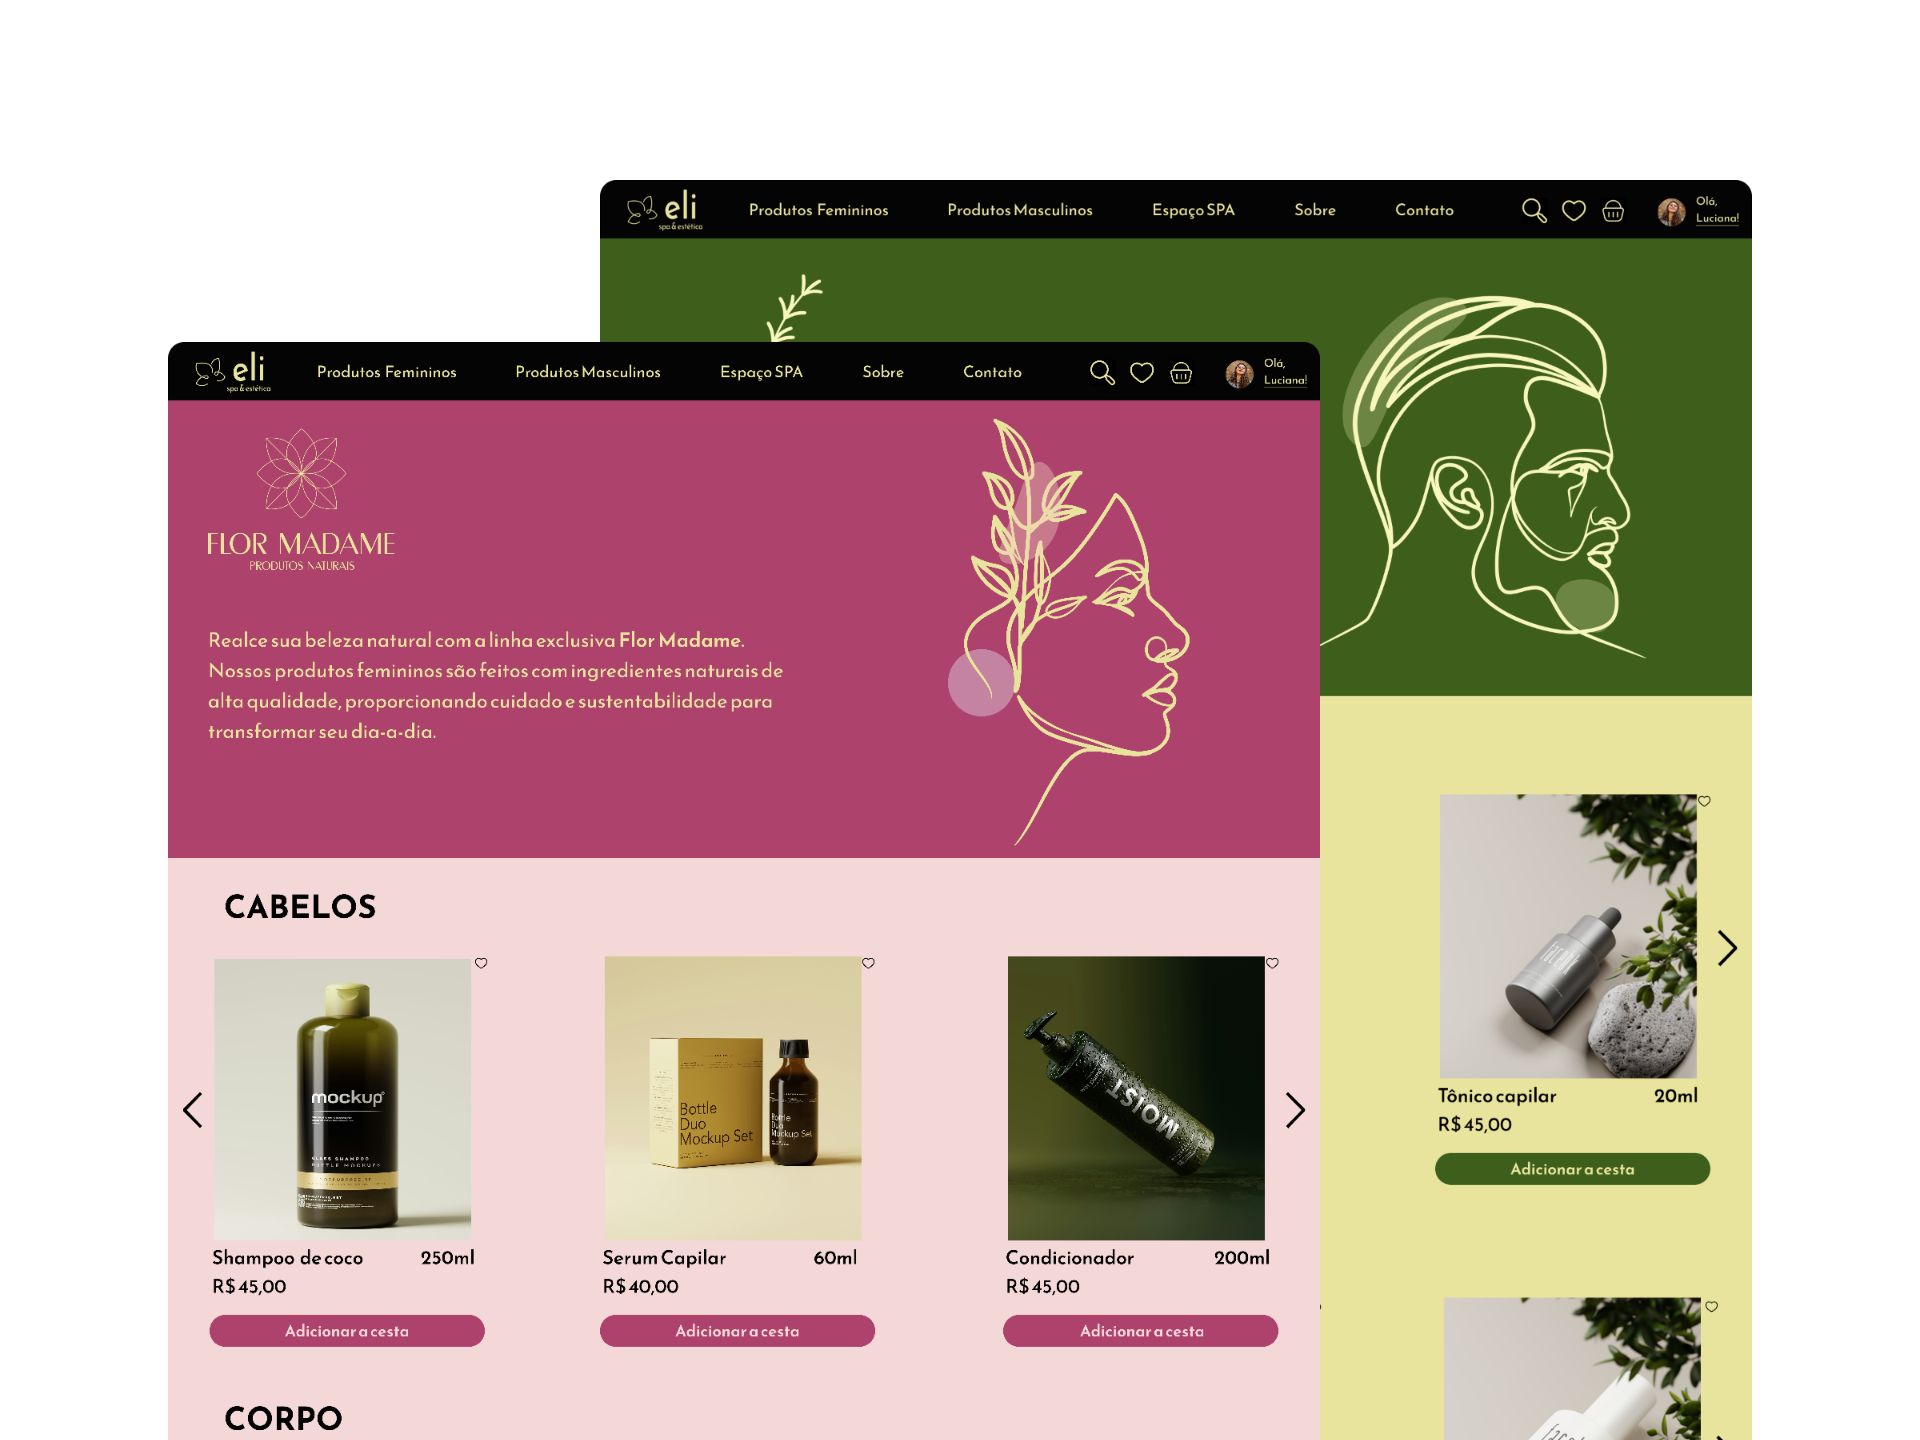 eli
spa & estética
Produtos Femininos
Produtos Masculinos
Espaço SPA
Sobre
Contato
Olá,
Luciana!
eli
spa & estética
Produtos Femininos
Produtos Masculinos
Espaço SPA
Sobre
Contato
Olá,
Luciana!
FLOR MADAME
PRODUTOS NATURAIS
Realce sua beleza natural com a linha exclusiva Flor Madame.
Nossos produtos femininos são feitos com ingredientes naturais de
alta qualidade, proporcionando cuidado e sustentabilidade para
transformar seu dia-a-dia.
CABELOS
mockup
GLASS SHAMPOO
BOTTLE MOCKUPS
Shampoo de coco 250ml
R$ 45,00
Adicionar a cesta
Bottle
Duo
Mockup Set
Bottle
Duo
Mockup Set
Serum Capilar 60ml
R$ 40,00
Adicionar a cesta
MOIST
Condicionador 200ml
R$ 45,00
Adicionar a cesta
Tônico capilar 20ml
R$ 45,00
Adicionar a cesta
CORPO